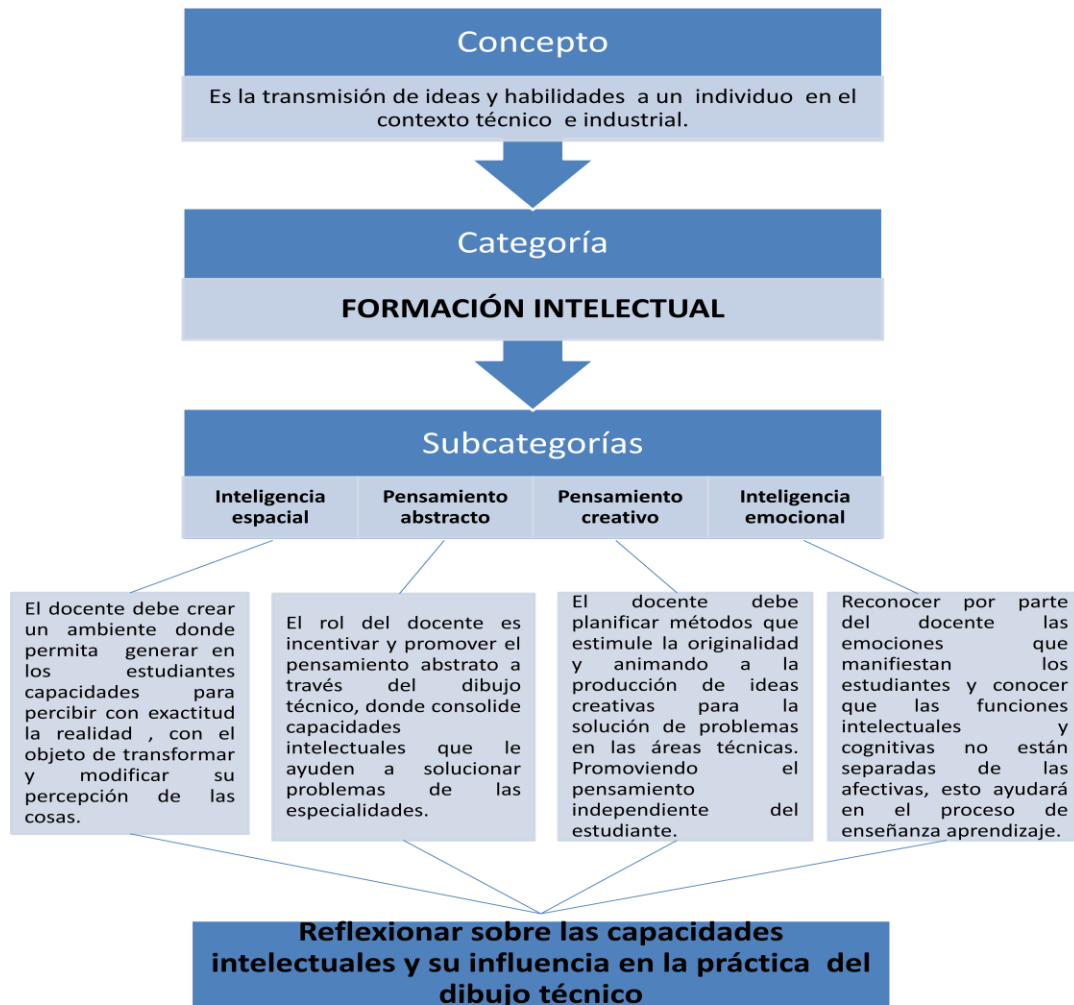 Concepto
Es la transmisión de ideas y habilidades a un individuo en el
contexto técnico e industrial.
Categoría
FORMACIÓN INTELECTUAL
Subcategorías
Inteligencia
espacial
Pensamiento
abstracto
Pensamiento
creativo
Inteligencia
emocional
El docente debe crear
un ambiente donde
permita generar en
los estudiantes
capacidades para
percibir con exactitud
la realidad , con el
objeto de transformar
y modificar su
percepción de las
cosas.
El rol del docente es
incentivar y promover el
pensamiento abstrato a
través del dibujo
técnico, donde consolide
capacidades
intelectuales que le
ayuden a solucionar
problemas de las
especialidades.
El docente debe
planificar métodos que
estimule la originalidad
y animando a la
producción de ideas
creativas para la
solución de problemas
en las áreas técnicas.
Promoviendo el
pensamiento
independiente del
estudiante.
Reconocer por parte
del docente las
emociones que
manifiestan los
estudiantes y conocer
que las funciones
intelectuales y
cognitivas no están
separadas de las
afectivas, esto ayudará
en el proceso de
enseñanza aprendizaje.
Reflexionar sobre las capacidades
intelectuales y su influencia en la práctica del
dibujo técnico